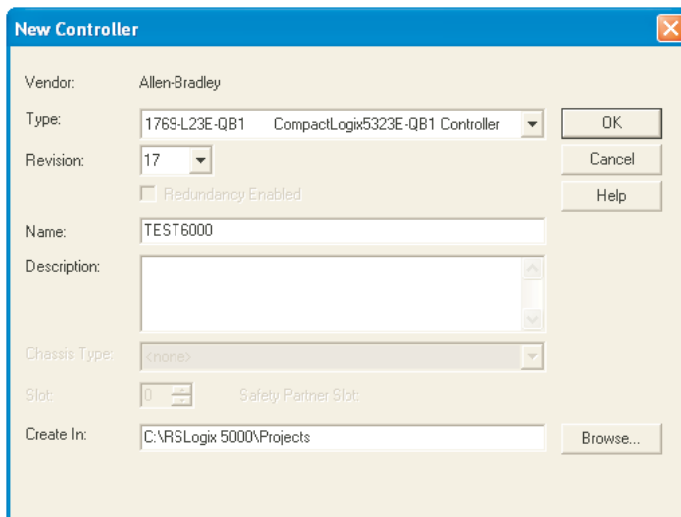 New Controller
Vendor: Allen-Bradley
Type: 1769-L23E-QB1 CompactLogix5323E-QB1 Controller
OK
Revision: 17
Cancel
Redundancy Enabled
Help
Name: TEST6000
Description:
Chassis Type: <none>
Slot: 0 Safety Partner Slot:
Create In: C:\RSLogix 5000\Projects
Browse...